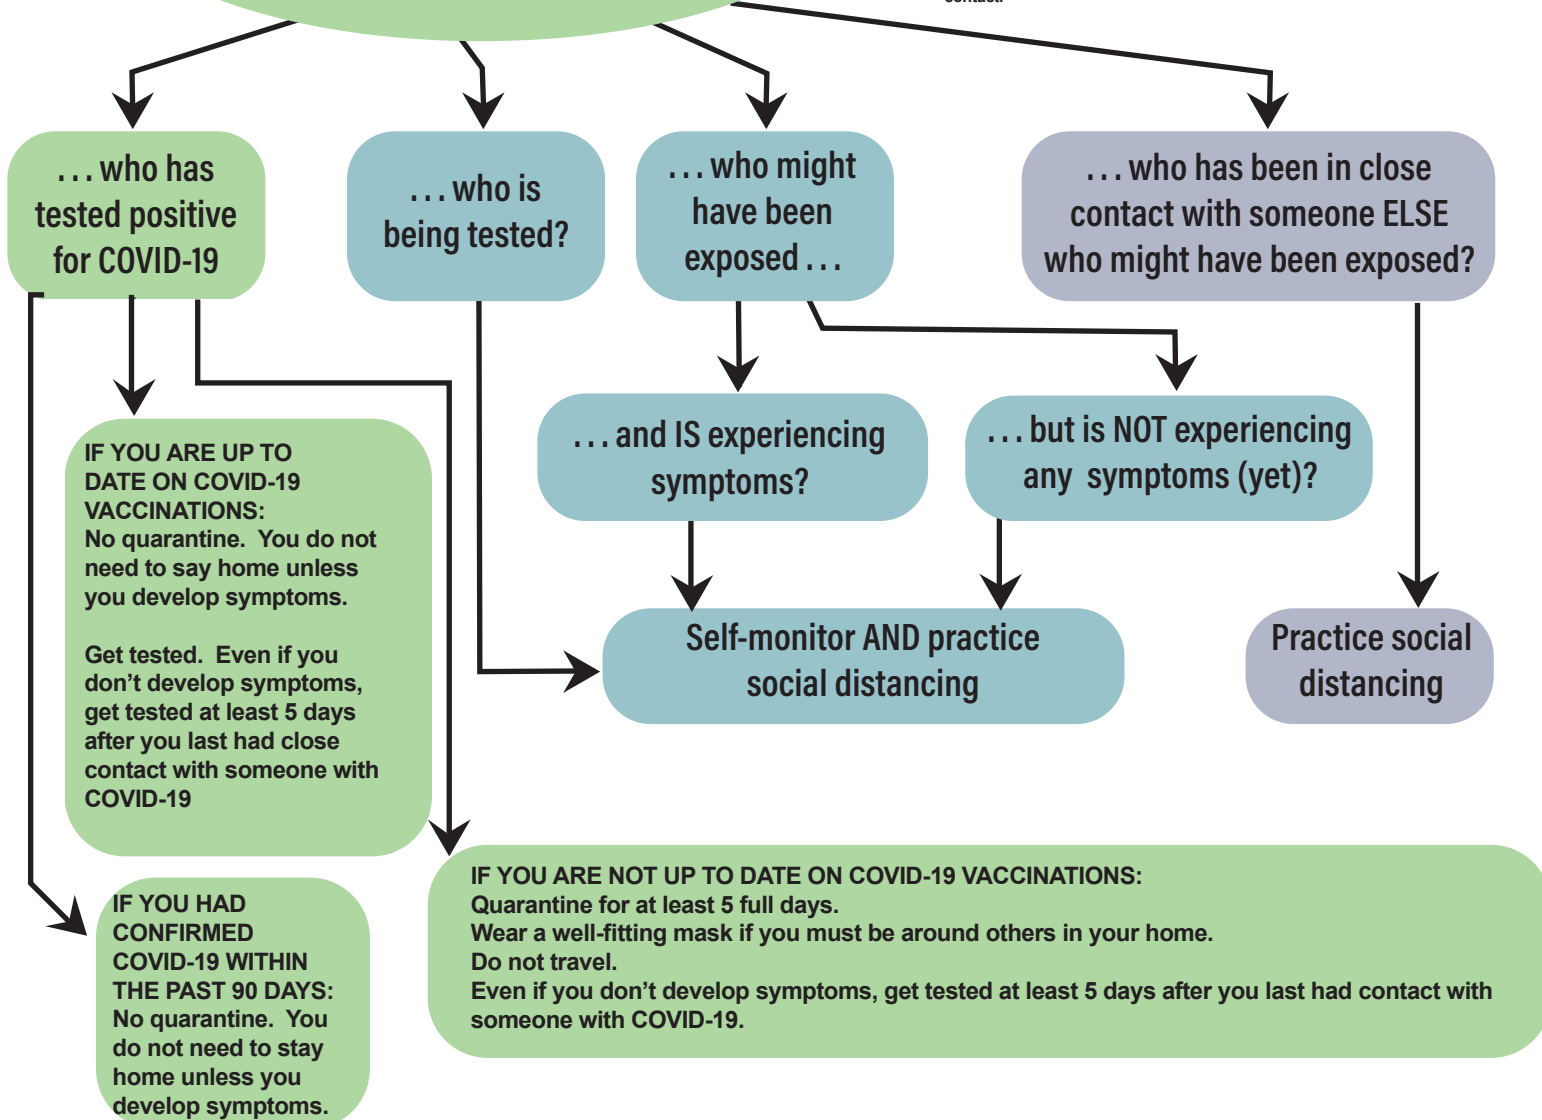 contact.
. . . who has
tested positive
for COVID-19
. . . who is
being tested?
. . . who might
have been
exposed . . .
. . . who has been in close
contact with someone ELSE
who might have been exposed?
. . . and IS experiencing
symptoms?
. . . but is NOT experiencing
any symptoms (yet)?
IF YOU ARE UP TO
DATE ON COVID-19
VACCINATIONS:
No quarantine. You do not
need to say home unless
you develop symptoms.
Get tested. Even if you
don't develop symptoms,
get tested at least 5 days
after you last had close
contact with someone with
COVID-19
Self-monitor AND practice
social distancing
Practice social
distancing
IF YOU HAD
CONFIRMED
COVID-19 WITHIN
THE PAST 90 DAYS:
No quarantine. You
do not need to stay
home unless you
develop symptoms.
IF YOU ARE NOT UP TO DATE ON COVID-19 VACCINATIONS:
Quarantine for at least 5 full days.
Wear a well-fitting mask if you must be around others in your home.
Do not travel.
Even if you don't develop symptoms, get tested at least 5 days after you last had contact with
someone with COVID-19.